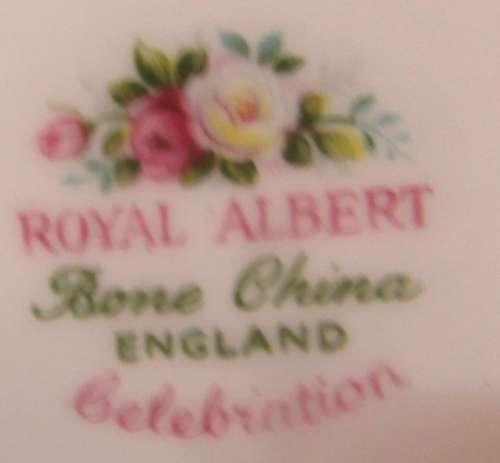 ROYAL ALBERT
Bone China
ENGLAND
Celebration